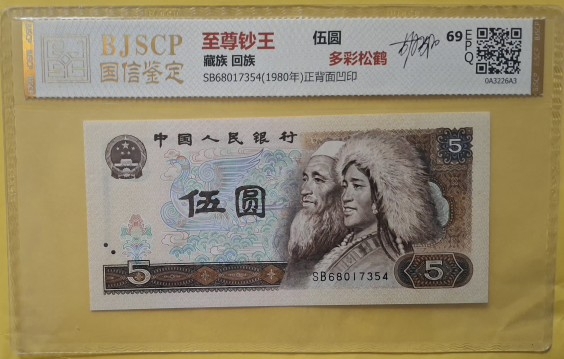 BJSCP
国信鉴定
至尊钞王 伍圆
藏族 回族 多彩松鹤
SB68017354(1980年)正背面凹印
69 EPQ
0A3226A3
中国人民银行
5
伍圆
SB68017354
5 5